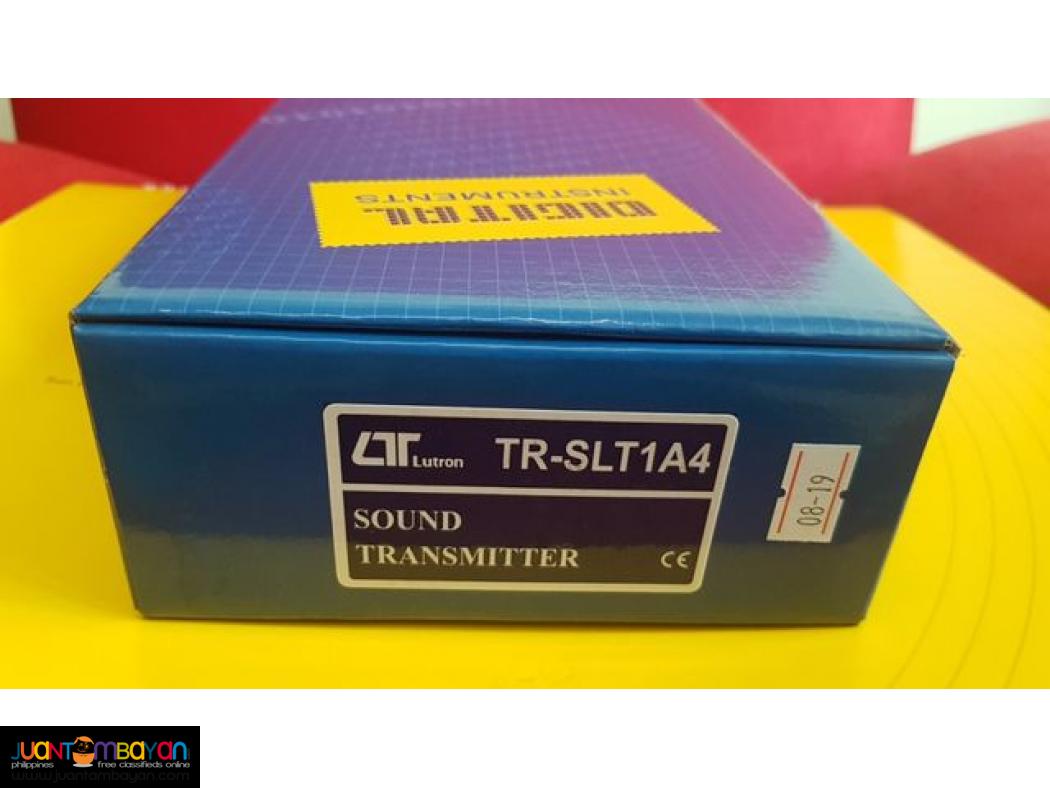 DIGITAL
INSTRUMENTS
LT Lutron TR-SLT1A4
SOUND
TRANSMITTER CE
08-19
JUANTAMBAYAN
philippines free classifieds online
www.juantambayan.com